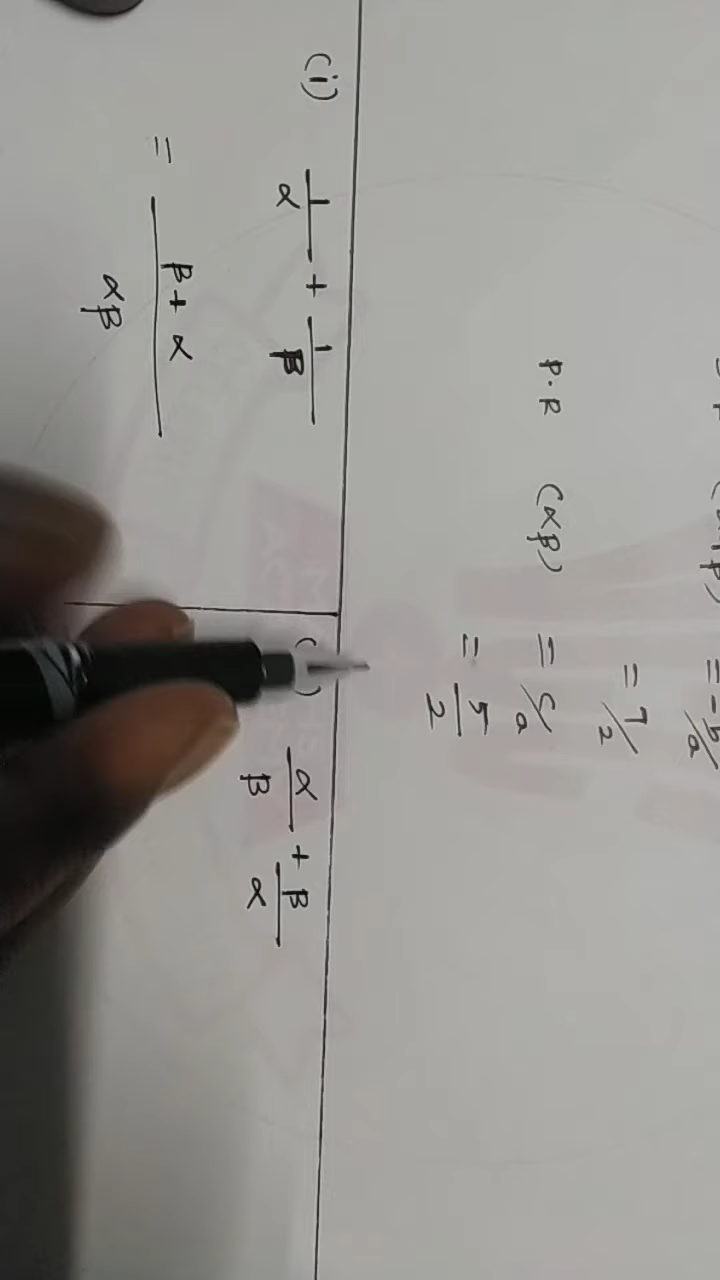 = -b/a
= 7/2
P.R (αβ) = c/a
= 5/2
(i) 1/α + 1/β
= β + α / αβ
α/β + β/α